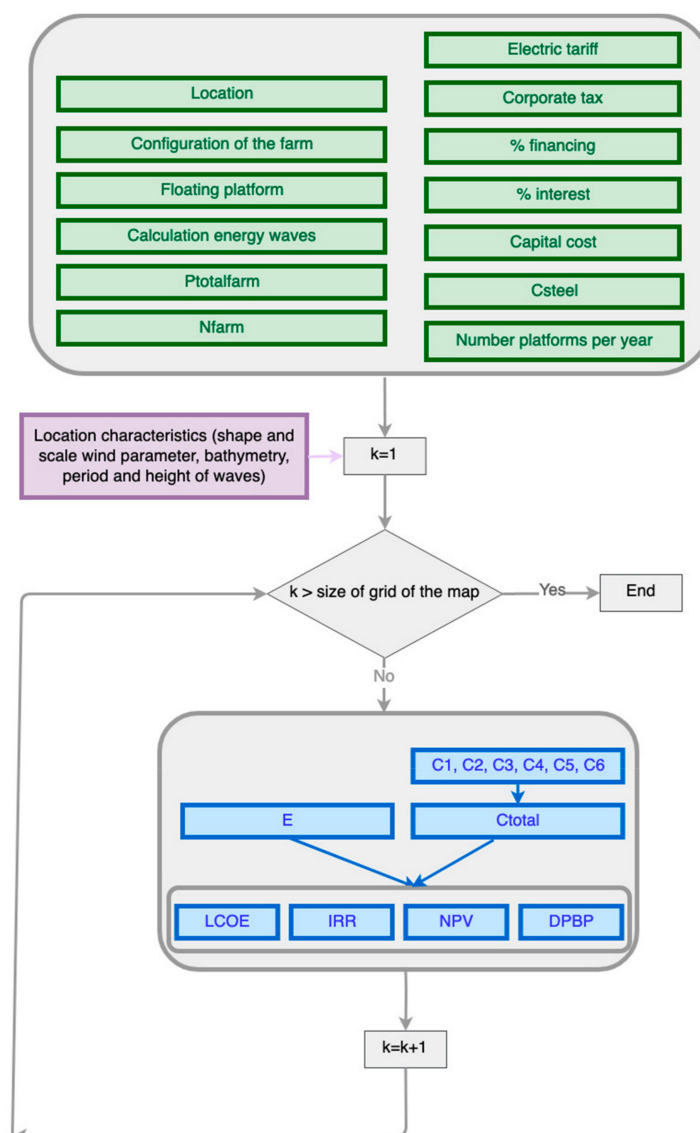 Location
Configuration of the farm
Floating platform
Calculation energy waves
Ptotalfarm
Nfarm
Electric tariff
Corporate tax
% financing
% interest
Capital cost
Csteel
Number platforms per year
Location characteristics (shape and
scale wind parameter, bathymetry,
period and height of waves)
k=1
k > size of grid of the map
Yes
End
No
C1, C2, C3, C4, C5, C6
E
Ctotal
LCOE
IRR
NPV
DPBP
k=k+1